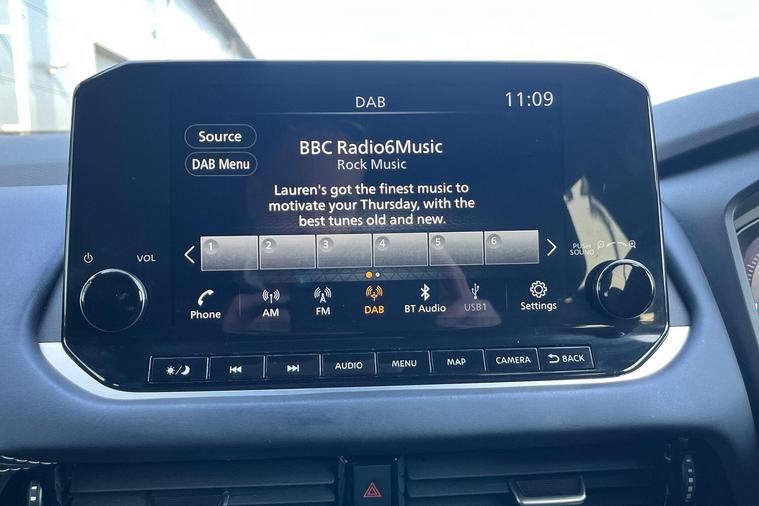 DAB
11:09
Source
DAB Menu
BBC Radio6Music
Rock Music
Lauren's got the finest music to
motivate your Thursday, with the
best tunes old and new.
1 2 3 4 5 6
VOL
PUSH
SOUND
Phone AM FM DAB BT Audio USB1 Settings
AUDIO MENU MAP CAMERA BACK